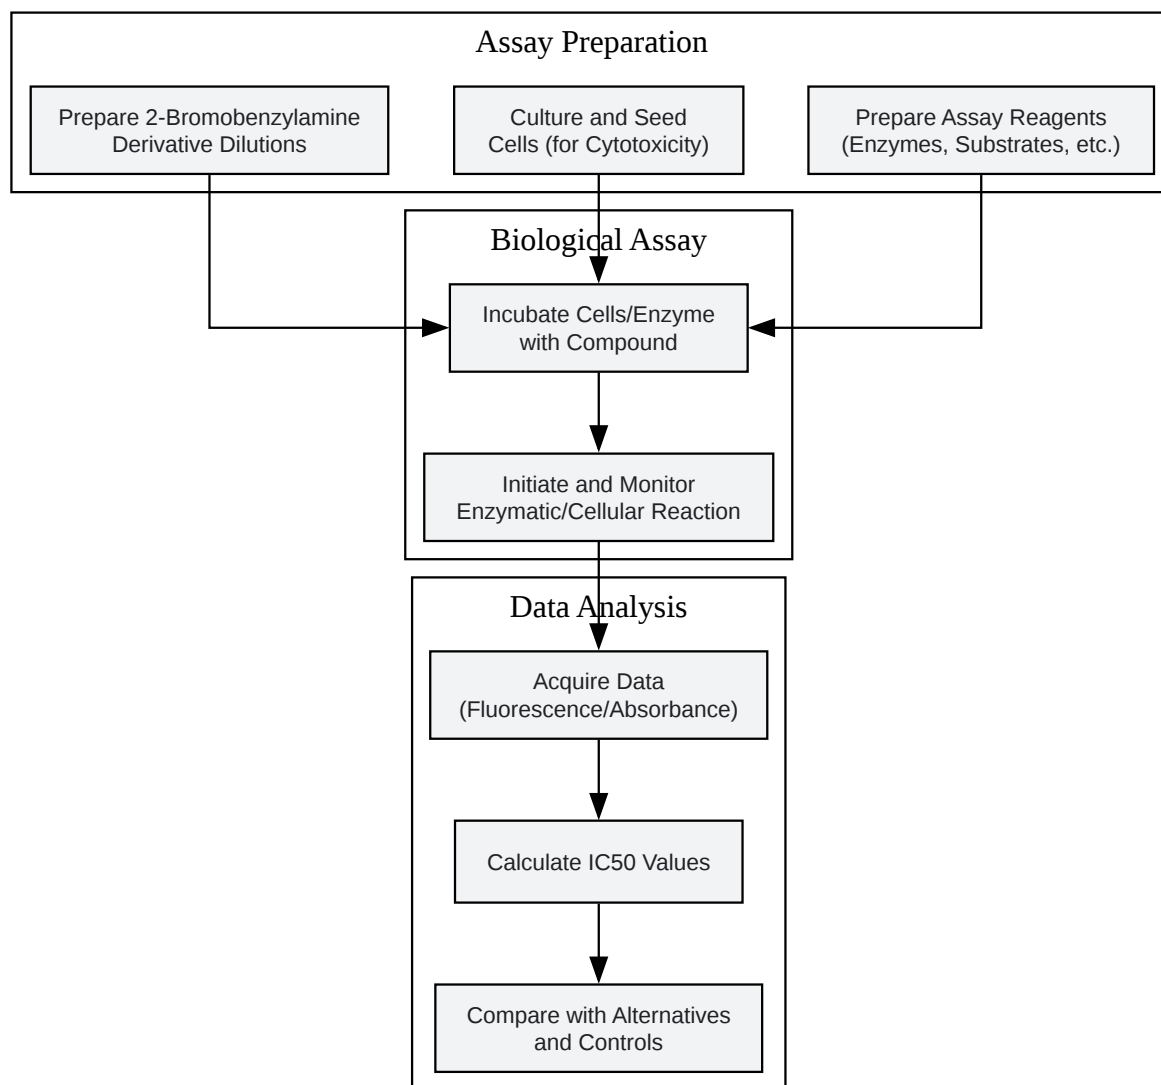 Assay Preparation
Prepare 2-Bromobenzylamine
Derivative Dilutions
Culture and Seed
Cells (for Cytotoxicity)
Prepare Assay Reagents
(Enzymes, Substrates, etc.)
Biological Assay
Incubate Cells/Enzyme
with Compound
Initiate and Monitor
Enzymatic/Cellular Reaction
Data Analysis
Acquire Data
(Fluorescence/Absorbance)
Calculate IC50 Values
Compare with Alternatives
and Controls